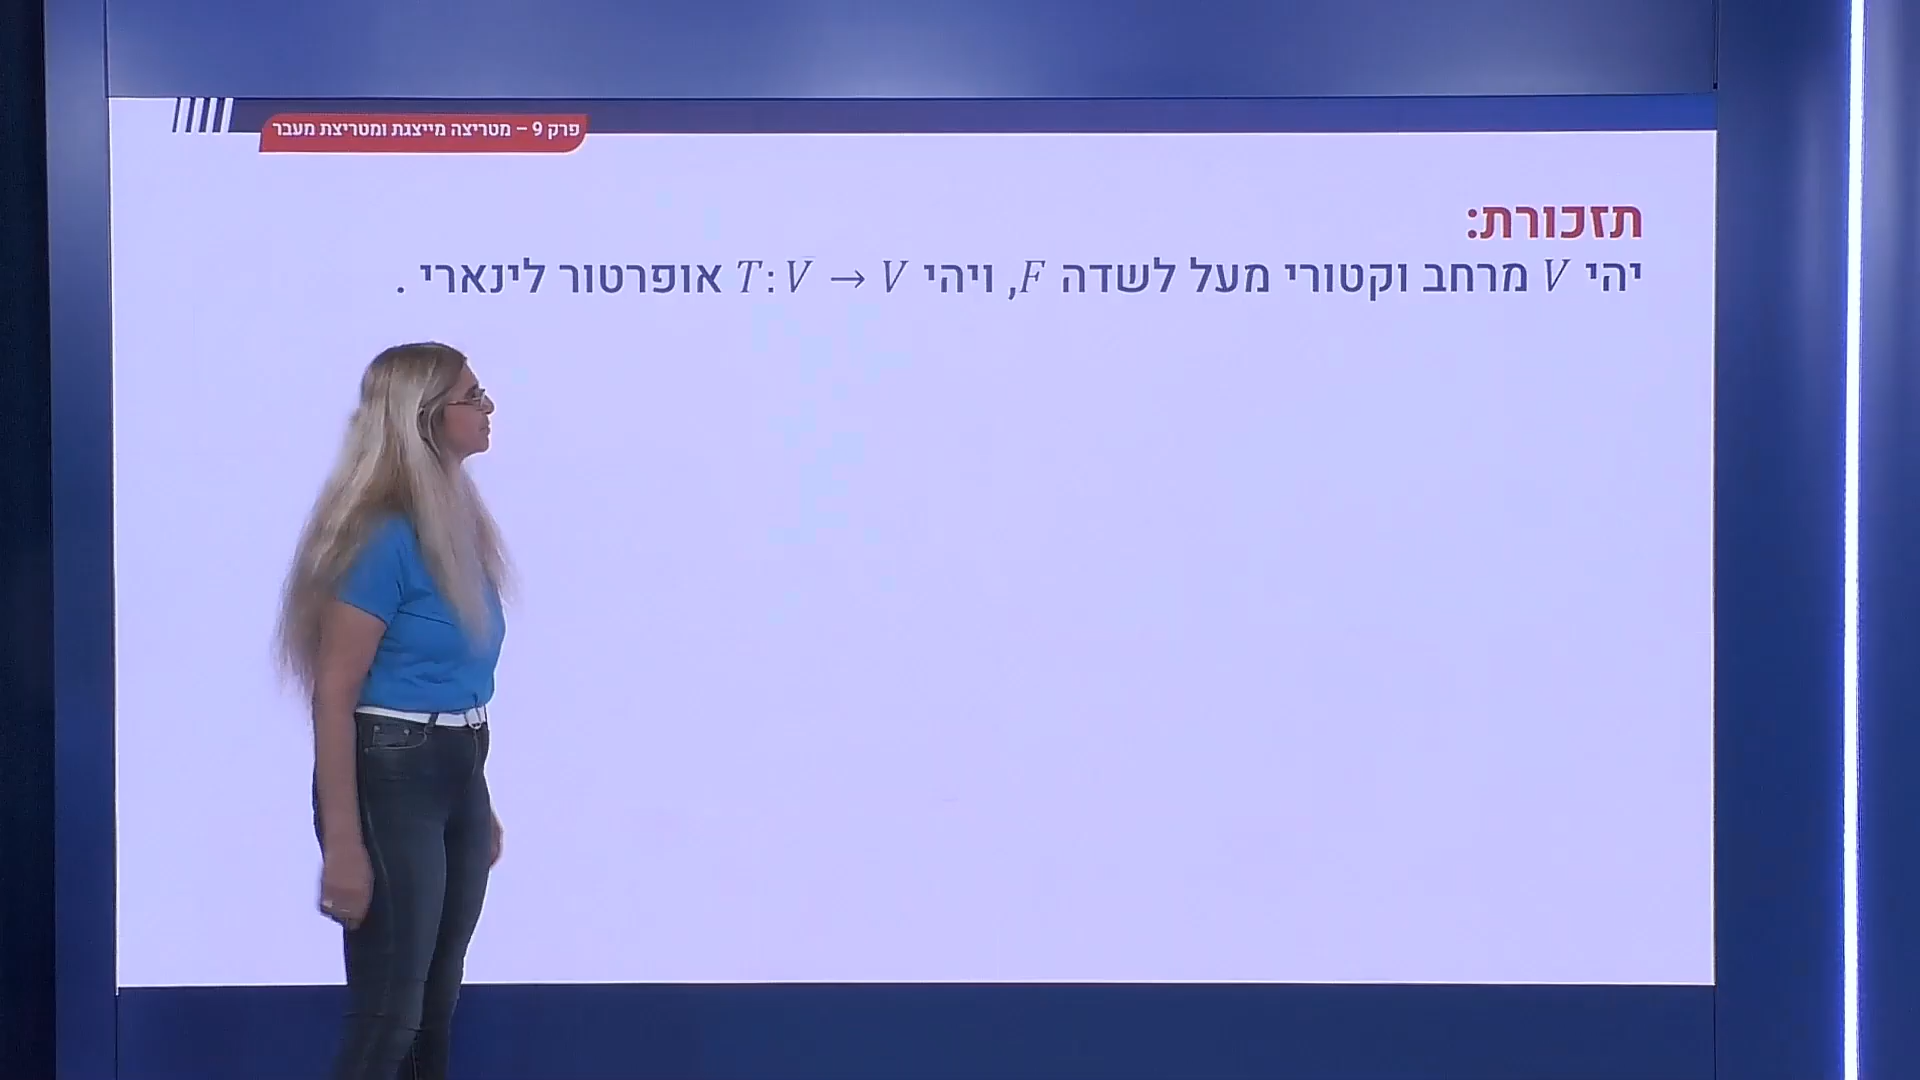 פרק 9 – מטריצה מייצגת ומטריצת מעבר
תזכורת:
יהי V מרחב וקטורי מעל לשדה F, ויהי T: V → V אופרטור לינארי .